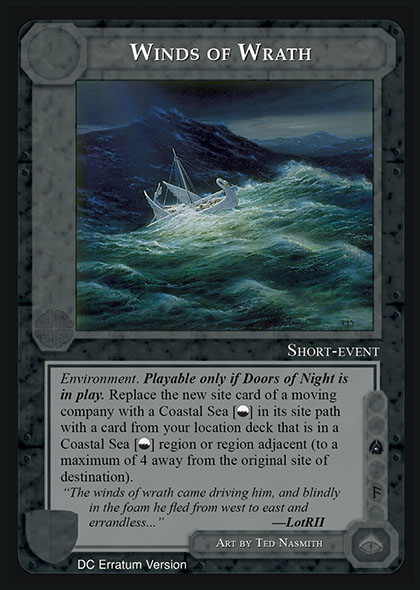 WINDS OF WRATH
SHORT-EVENT
Environment. Playable only if Doors of Night is
in play. Replace the new site card of a moving
company with a Coastal Sea [] in its site path
with a card from your location deck that is in a
Coastal Sea [] region or region adjacent (to a
maximum of 4 away from the original site of
destination).
“The winds of wrath came driving him, and blindly
in the foam he fled from west to east and
errandless...” —LotRII
ART BY TED NASMITH
DC Erratum Version